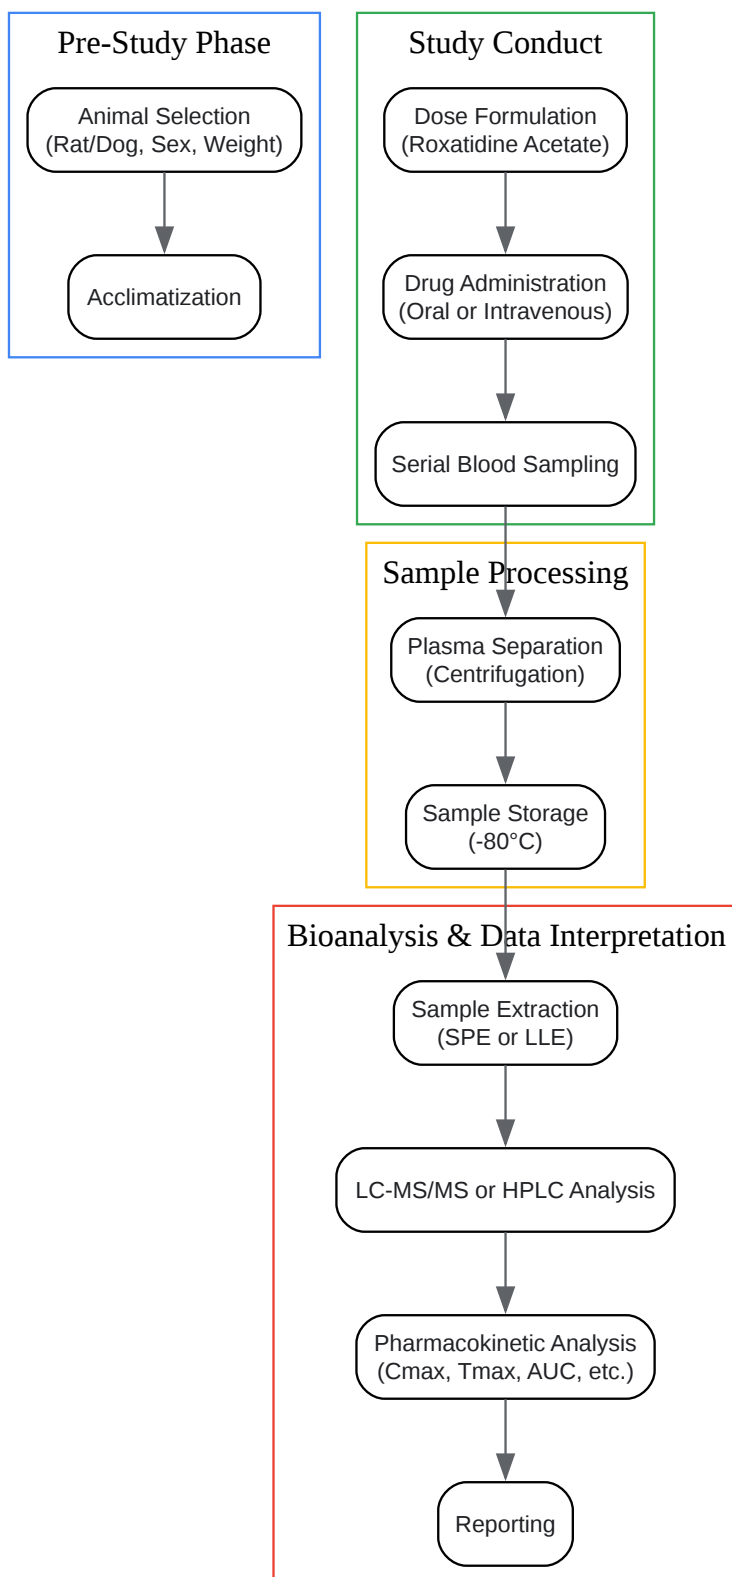 Pre-Study Phase
Animal Selection
(Rat/Dog, Sex, Weight)
Acclimatization
Study Conduct
Dose Formulation
(Roxatidine Acetate)
Drug Administration
(Oral or Intravenous)
Serial Blood Sampling
Sample Processing
Plasma Separation
(Centrifugation)
Sample Storage
(-80°C)
Bioanalysis & Data Interpretation
Sample Extraction
(SPE or LLE)
LC-MS/MS or HPLC Analysis
Pharmacokinetic Analysis
(Cmax, Tmax, AUC, etc.)
Reporting